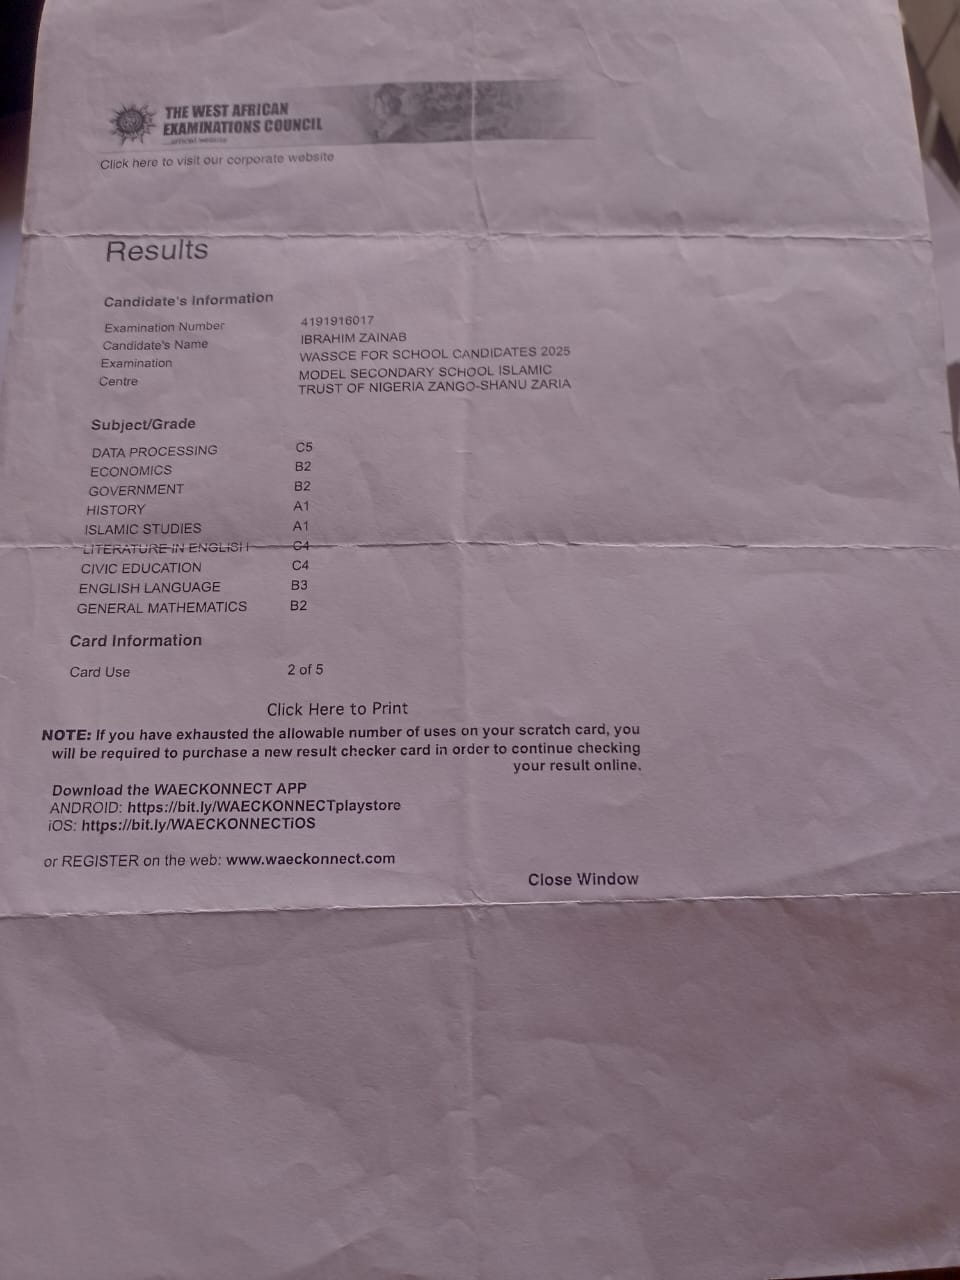 THE WEST AFRICAN
EXAMINATIONS COUNCIL
Click here to visit our corporate website
Results
Candidate's Information
Examination Number 4191916017
Candidate's Name IBRAHIM ZAINAB
Examination WASSCE FOR SCHOOL CANDIDATES 2025
Centre MODEL SECONDARY SCHOOL ISLAMIC
TRUST OF NIGERIA ZANGO-SHANU ZARIA
Subject/Grade
DATA PROCESSING C5
ECONOMICS B2
GOVERNMENT B2
HISTORY A1
ISLAMIC STUDIES A1
LITERATURE IN ENGLISH C4
CIVIC EDUCATION C4
ENGLISH LANGUAGE B3
GENERAL MATHEMATICS B2
Card Information
Card Use 2 of 5
Click Here to Print
NOTE: If you have exhausted the allowable number of uses on your scratch card, you
will be required to purchase a new result checker card in order to continue checking
your result online.
Download the WAECKONNECT APP
ANDROID: https://bit.ly/WAECKONNECTplaystore
iOS: https://bit.ly/WAECKONNECTiOS
or REGISTER on the web: www.waeckonnect.com
Close Window